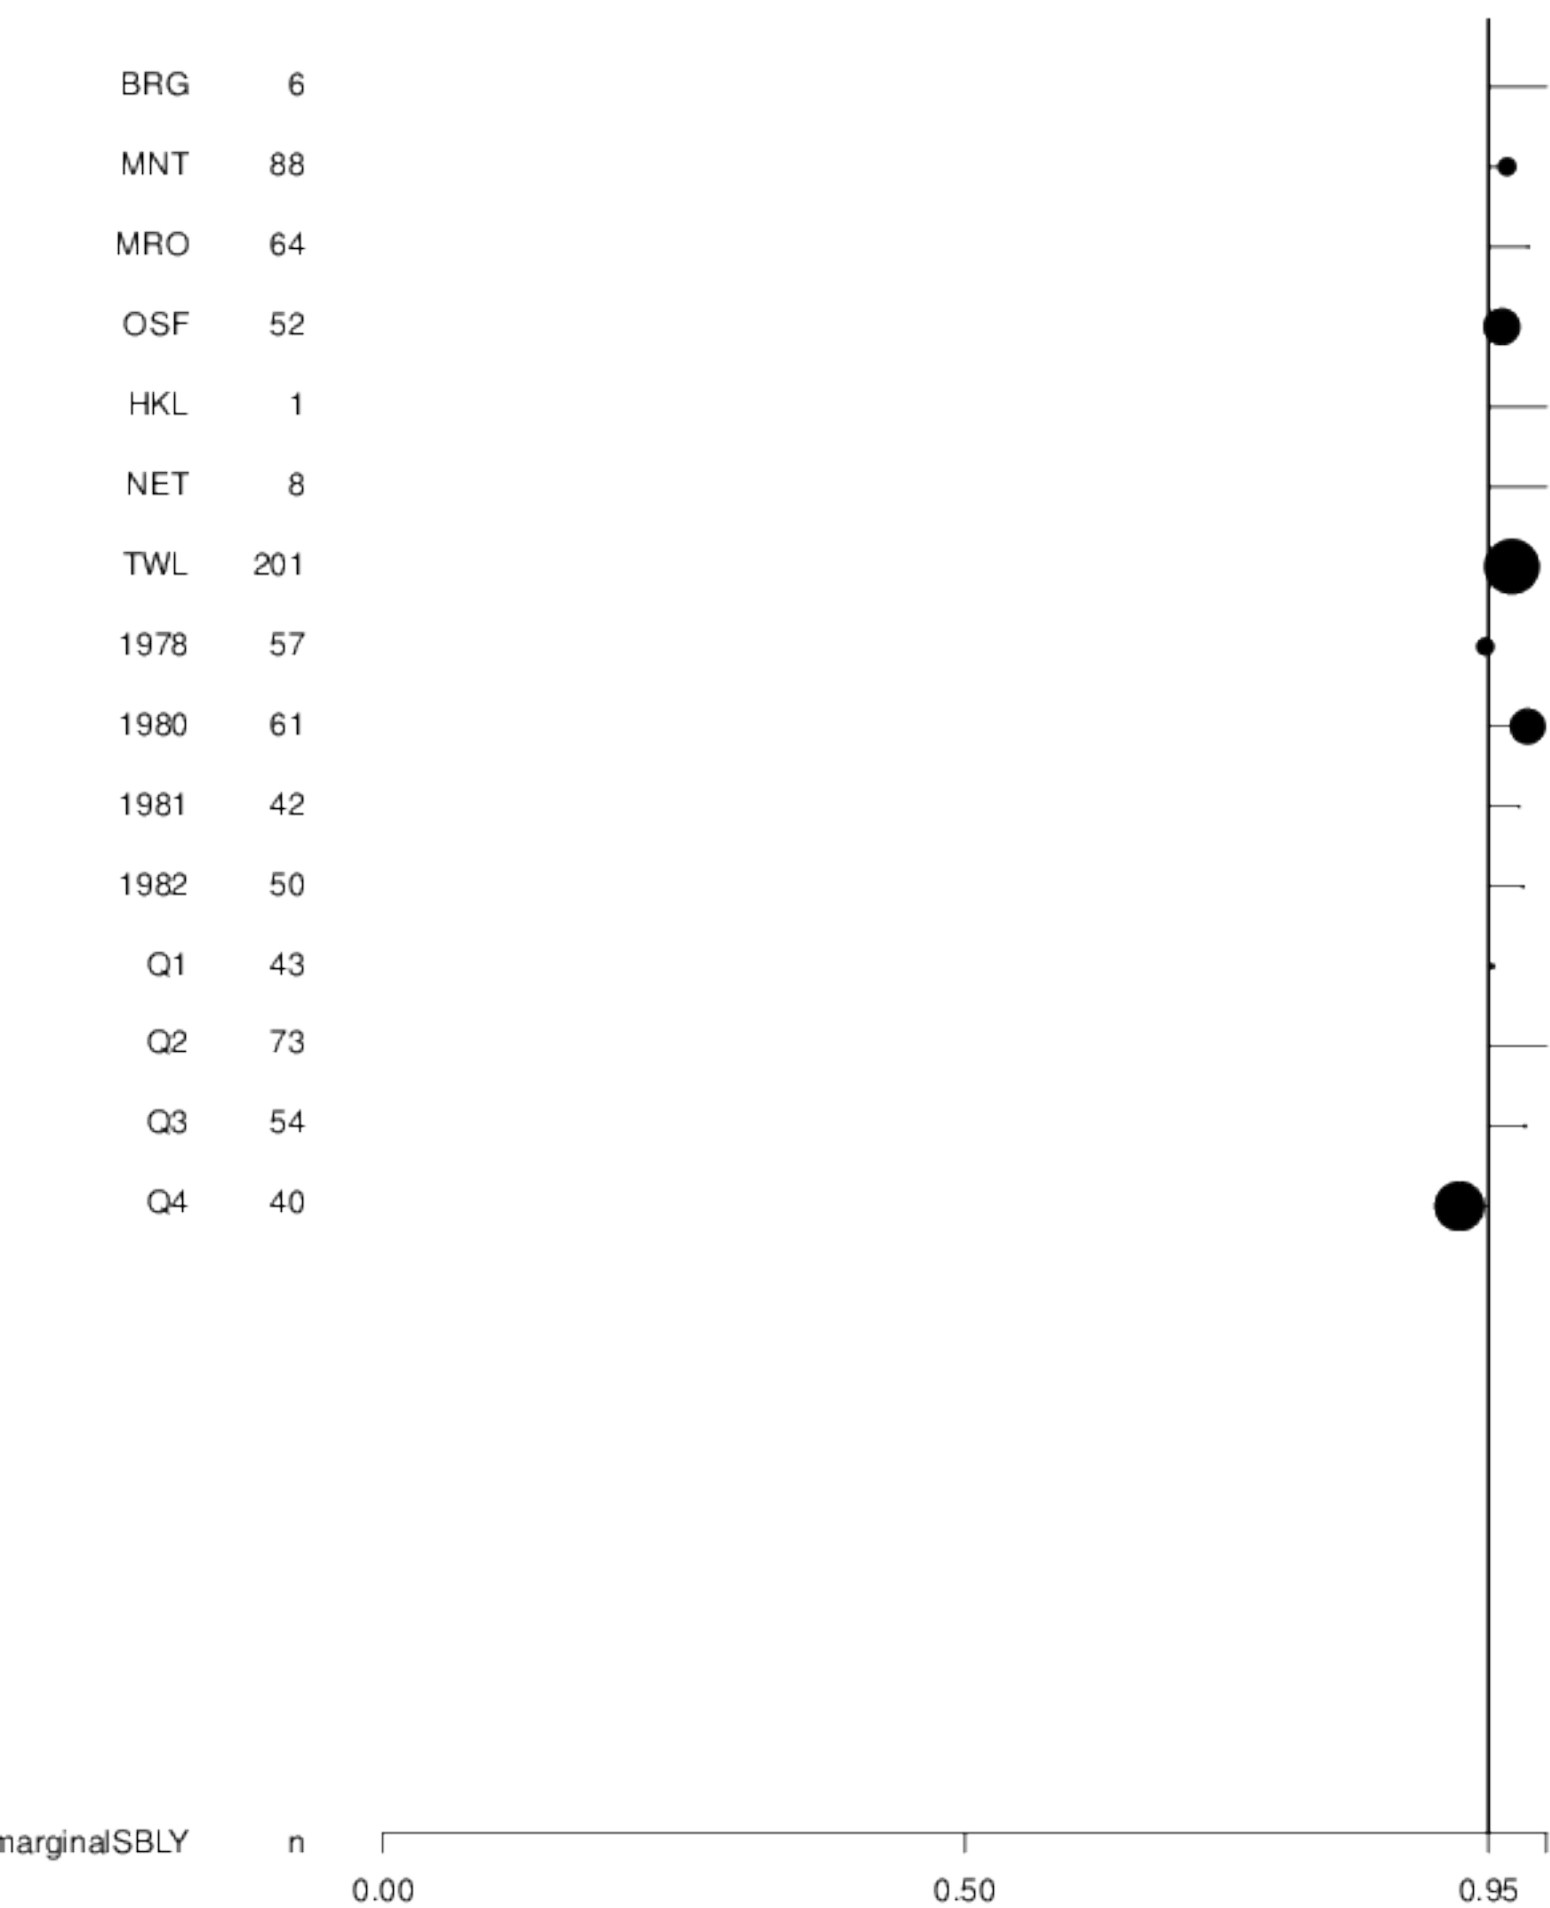 BRG 6
MNT 88
MRO 64
OSF 52
HKL 1
NET 8
TWL 201
1978 57
1980 61
1981 42
1982 50
Q1 43
Q2 73
Q3 54
Q4 40
marginalSBLY n
0.00 0.50 0.95